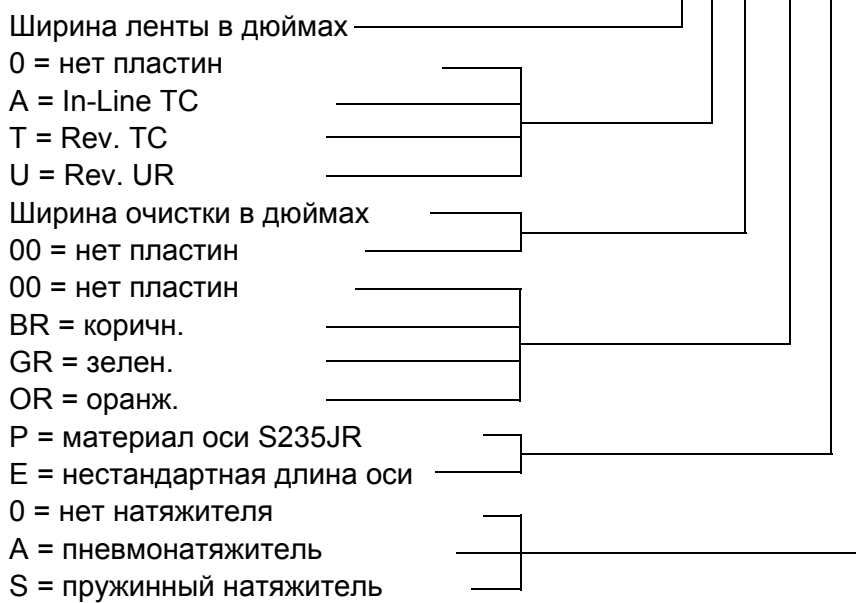 Ширина ленты в дюймах
0 = нет пластин
A = In-Line TC
T = Rev. TC
U = Rev. UR
Ширина очистки в дюймах
00 = нет пластин
00 = нет пластин
BR = коричн.
GR = зелен.
OR = оранж.
P = материал оси S235JR
E = нестандартная длина оси
0 = нет натяжителя
A = пневмонатяжитель
S = пружинный натяжитель